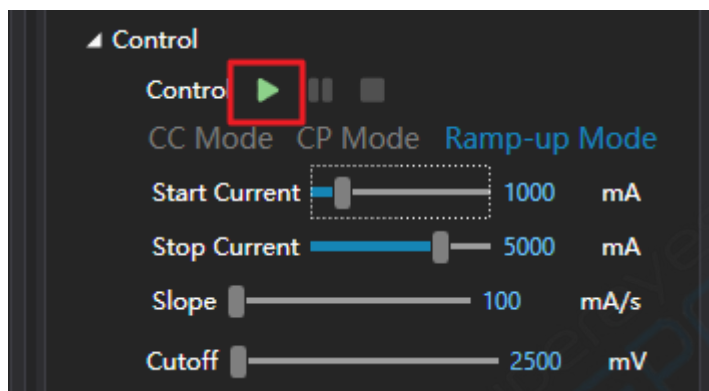 Control
Control
CC Mode CP Mode Ramp-up Mode
Start Current 1000 mA
Stop Current 5000 mA
Slope 100 mA/s
Cutoff 2500 mV